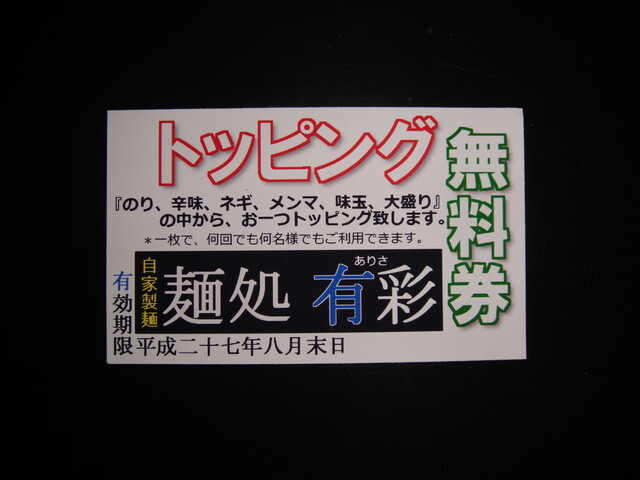 トッピング
無料券
『のり、辛味、ネギ、メンマ、味玉、大盛り』
の中から、お一つトッピング致します。
＊一枚で、何回でも何名様でもご利用できます。
自家製麺
ありさ
麺処 有彩
有効期限
平成二十七年八月末日